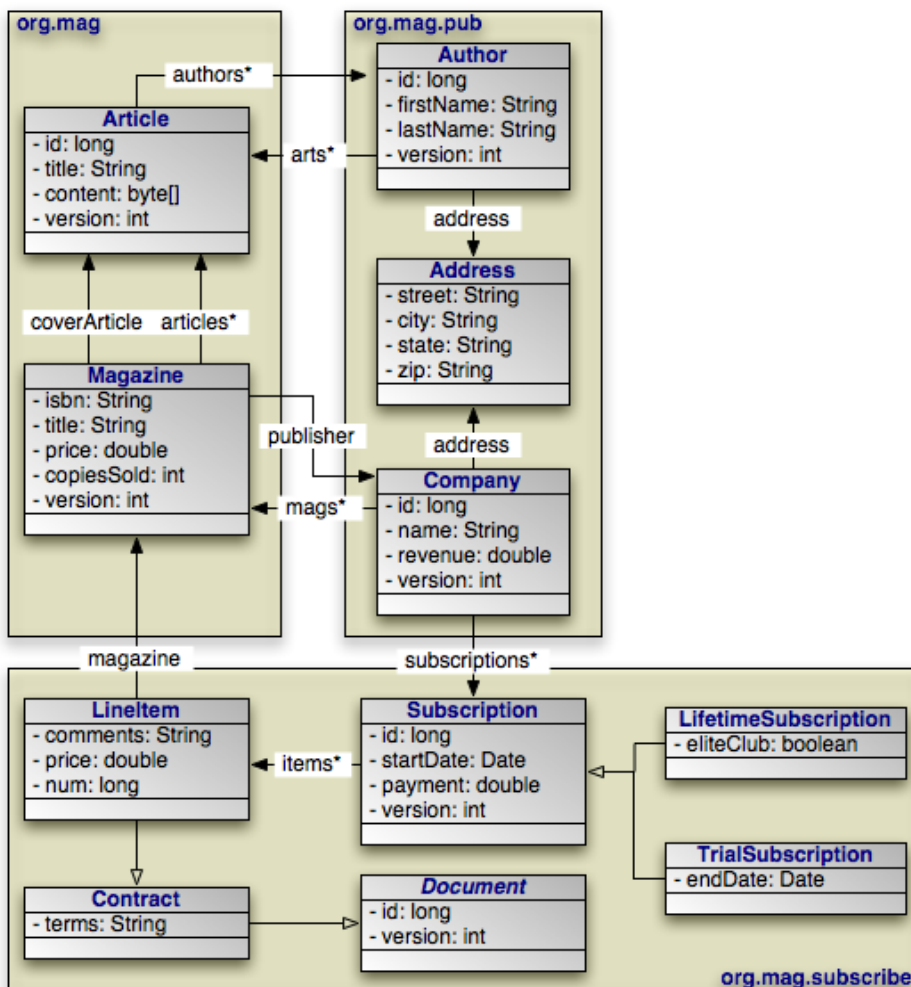 org.mag
authors*
Article
- id: long
- title: String
- content: byte[]
- version: int
coverArticle
articles*
Magazine
- isbn: String
- title: String
- price: double
- copiesSold: int
- version: int
org.mag.pub
Author
- id: long
- firstName: String
- lastName: String
- version: int
arts*
address
Address
- street: String
- city: String
- state: String
- zip: String
address
publisher
Company
- id: long
- name: String
- revenue: double
- version: int
mags*
magazine
subscriptions*
LineItem
- comments: String
- price: double
- num: long
items*
Subscription
- id: long
- startDate: Date
- payment: double
- version: int
LifetimeSubscription
- eliteClub: boolean
TrialSubscription
- endDate: Date
Contract
- terms: String
Document
- id: long
- version: int
org.mag.subscribe